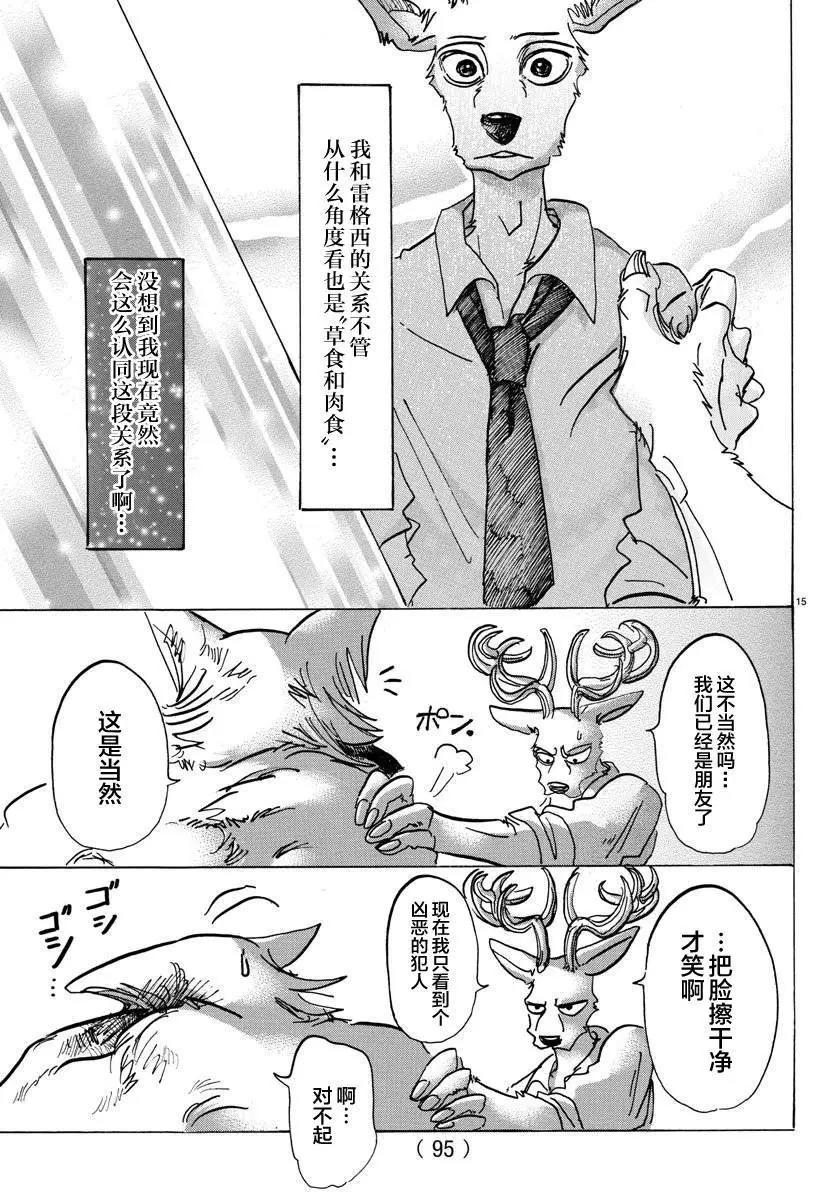 我和雷格西的关系不管
从什么角度看也是“草食和肉食”…
没想到我现在竟然
会这么认同这段关系了啊…
15
这不当然吗…
我们已经是朋友了
ポン
这是当然
…把脸擦干净
才笑啊
现在我只看到个
凶恶的犯人
ゴシ
ゴシ
…
啊…
对不起
（95）